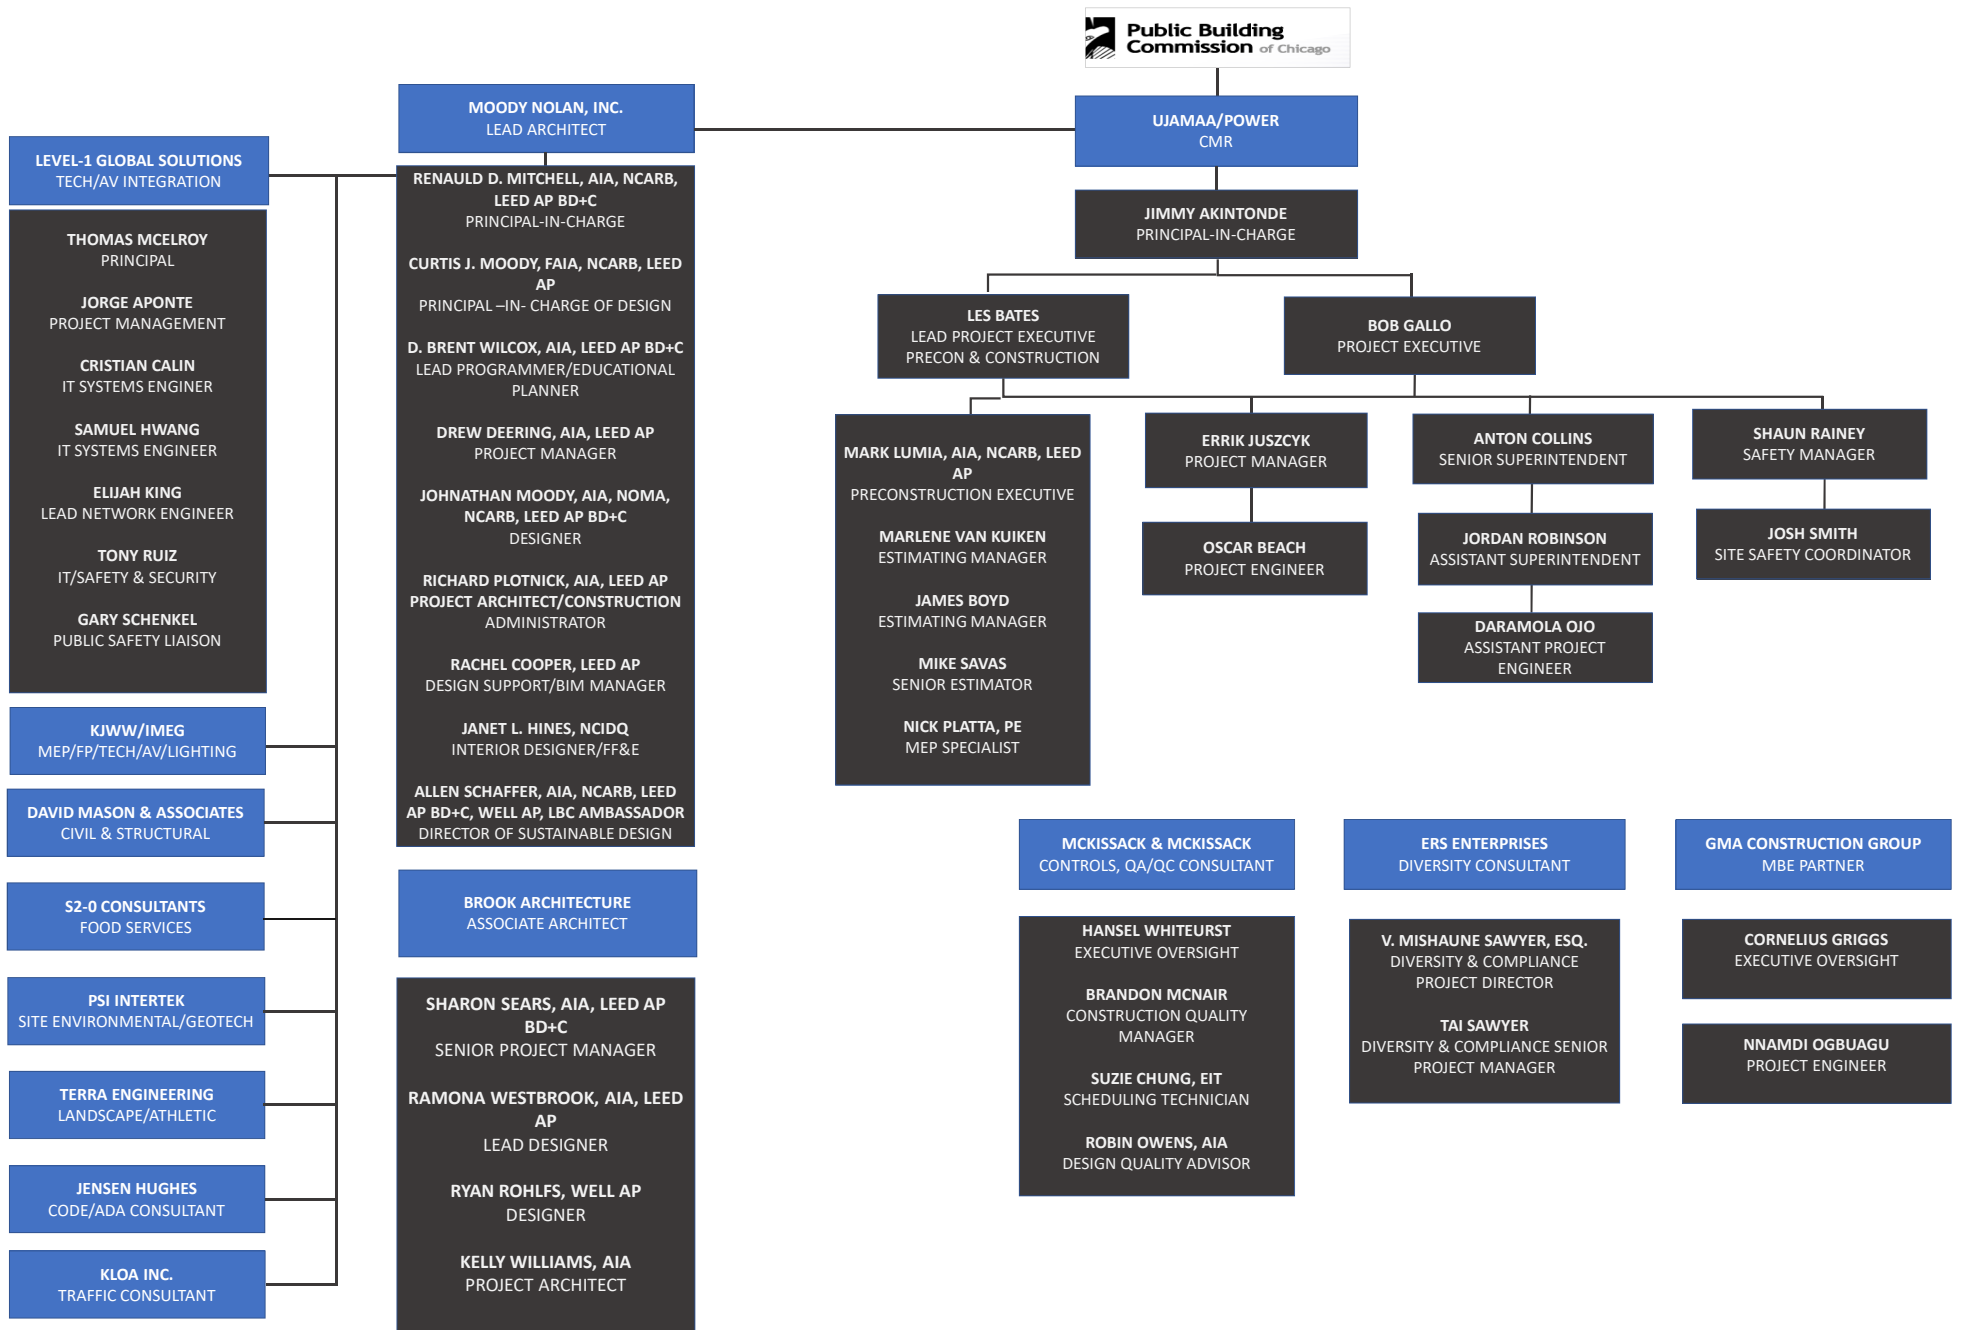 Public Building
Commission of Chicago
MOODY NOLAN, INC.
LEAD ARCHITECT
UJAMAA/POWER
CMR
LEVEL-1 GLOBAL SOLUTIONS
TECH/AV INTEGRATION
THOMAS MCELROY
PRINCIPAL
JORGE APONTE
PROJECT MANAGEMENT
CRISTIAN CALIN
IT SYSTEMS ENGINER
SAMUEL HWANG
IT SYSTEMS ENGINEER
ELIJAH KING
LEAD NETWORK ENGINEER
TONY RUIZ
IT/SAFETY & SECURITY
GARY SCHENKEL
PUBLIC SAFETY LIAISON
KJWW/IMEG
MEP/FP/TECH/AV/LIGHTING
DAVID MASON & ASSOCIATES
CIVIL & STRUCTURAL
S2-0 CONSULTANTS
FOOD SERVICES
PSI INTERTEK
SITE ENVIRONMENTAL/GEOTECH
TERRA ENGINEERING
LANDSCAPE/ATHLETIC
JENSEN HUGHES
CODE/ADA CONSULTANT
KLOA INC.
TRAFFIC CONSULTANT
RENAULD D. MITCHELL, AIA, NCARB,
LEED AP BD+C
PRINCIPAL-IN-CHARGE
CURTIS J. MOODY, FAIA, NCARB, LEED
AP
PRINCIPAL –IN- CHARGE OF DESIGN
D. BRENT WILCOX, AIA, LEED AP BD+C
LEAD PROGRAMMER/EDUCATIONAL
PLANNER
DREW DEERING, AIA, LEED AP
PROJECT MANAGER
JOHNATHAN MOODY, AIA, NOMA,
NCARB, LEED AP BD+C
DESIGNER
RICHARD PLOTNICK, AIA, LEED AP
PROJECT ARCHITECT/CONSTRUCTION
ADMINISTRATOR
RACHEL COOPER, LEED AP
DESIGN SUPPORT/BIM MANAGER
JANET L. HINES, NCIDQ
INTERIOR DESIGNER/FF&E
ALLEN SCHAFFER, AIA, NCARB, LEED
AP BD+C, WELL AP, LBC AMBASSADOR
DIRECTOR OF SUSTAINABLE DESIGN
BROOK ARCHITECTURE
ASSOCIATE ARCHITECT
SHARON SEARS, AIA, LEED AP
BD+C
SENIOR PROJECT MANAGER
RAMONA WESTBROOK, AIA, LEED
AP
LEAD DESIGNER
RYAN ROHLFS, WELL AP
DESIGNER
KELLY WILLIAMS, AIA
PROJECT ARCHITECT
JIMMY AKINTONDE
PRINCIPAL-IN-CHARGE
LES BATES
LEAD PROJECT EXECUTIVE
PRECON & CONSTRUCTION
BOB GALLO
PROJECT EXECUTIVE
MARK LUMIA, AIA, NCARB, LEED
AP
PRECONSTRUCTION EXECUTIVE
MARLENE VAN KUIKEN
ESTIMATING MANAGER
JAMES BOYD
ESTIMATING MANAGER
MIKE SAVAS
SENIOR ESTIMATOR
NICK PLATTA, PE
MEP SPECIALIST
ERRIK JUSZCYK
PROJECT MANAGER
OSCAR BEACH
PROJECT ENGINEER
ANTON COLLINS
SENIOR SUPERINTENDENT
JORDAN ROBINSON
ASSISTANT SUPERINTENDENT
DARAMOLA OJO
ASSISTANT PROJECT
ENGINEER
SHAUN RAINEY
SAFETY MANAGER
JOSH SMITH
SITE SAFETY COORDINATOR
MCKISSACK & MCKISSACK
CONTROLS, QA/QC CONSULTANT
HANSEL WHITEURST
EXECUTIVE OVERSIGHT
BRANDON MCNAIR
CONSTRUCTION QUALITY
MANAGER
SUZIE CHUNG, EIT
SCHEDULING TECHNICIAN
ROBIN OWENS, AIA
DESIGN QUALITY ADVISOR
ERS ENTERPRISES
DIVERSITY CONSULTANT
V. MISHAUNE SAWYER, ESQ.
DIVERSITY & COMPLIANCE
PROJECT DIRECTOR
TAI SAWYER
DIVERSITY & COMPLIANCE SENIOR
PROJECT MANAGER
GMA CONSTRUCTION GROUP
MBE PARTNER
CORNELIUS GRIGGS
EXECUTIVE OVERSIGHT
NNAMDI OGBUAGU
PROJECT ENGINEER